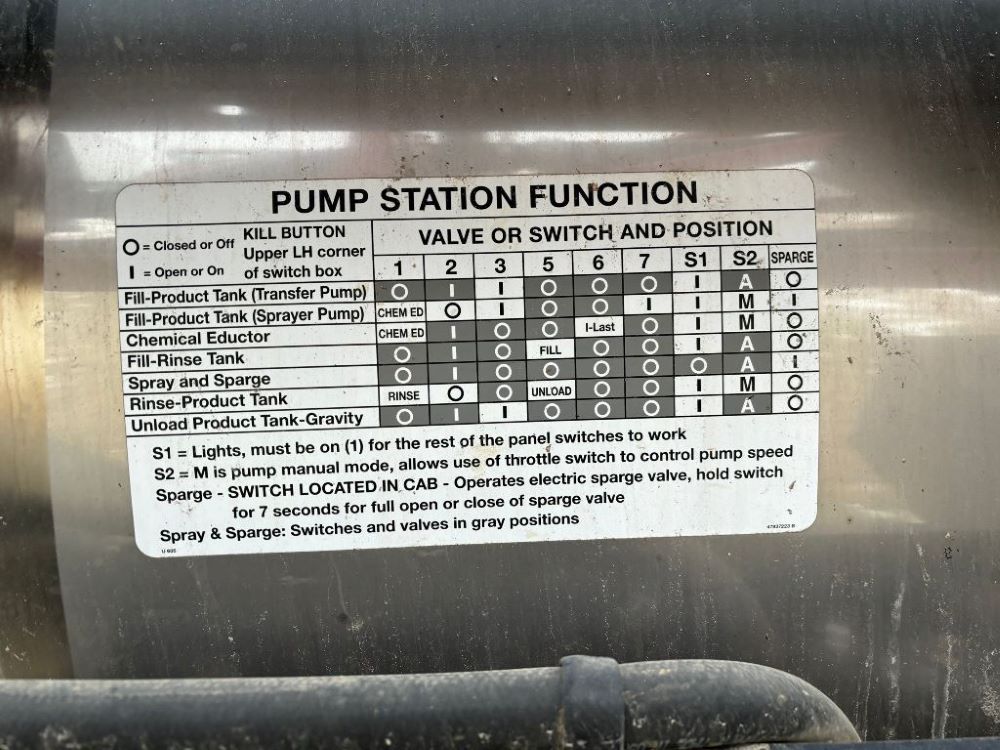 PUMP STATION FUNCTION
O = Closed or Off
I = Open or On
KILL BUTTON
Upper LH corner
of switch box
VALVE OR SWITCH AND POSITION
1 2 3 5 6 7 S1 S2 SPARGE
Fill-Product Tank (Transfer Pump) O I I O O O I A O
Fill-Product Tank (Sprayer Pump) CHEM ED O I O O I I M I
Chemical Eductor CHEM ED I O O I-Last O I M O
Fill-Rinse Tank O I O FILL O O I A O
Spray and Sparge O I O O O O O A I
Rinse-Product Tank RINSE O O UNLOAD O O I M O
Unload Product Tank-Gravity O I I O O O I A O
S1 = Lights, must be on (1) for the rest of the panel switches to work
S2 = M is pump manual mode, allows use of throttle switch to control pump speed
Sparge - SWITCH LOCATED IN CAB - Operates electric sparge valve, hold switch
for 7 seconds for full open or close of sparge valve
Spray & Sparge: Switches and valves in gray positions